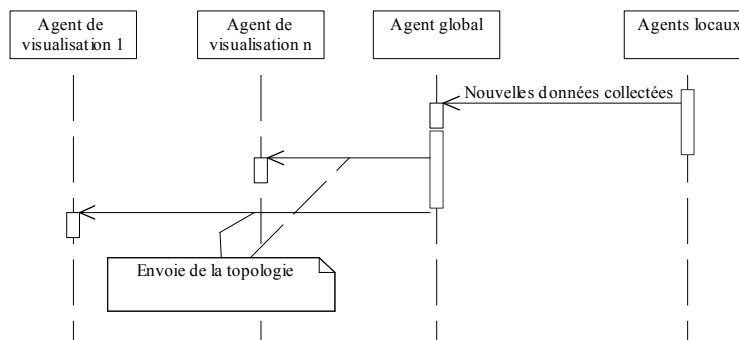 Agent de
visualisation 1
Agent de
visualisation n
Agent global
Agents locaux
Nouvelles données collectées
Envoie de la topologie